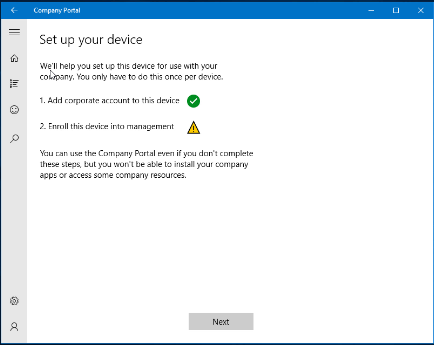 Company Portal
Set up your device
We'll help you set up this device for use with your
company. You only have to do this once per device.
1. Add corporate account to this device
2. Enroll this device into management
You can use the Company Portal even if you don't complete
these steps, but you won't be able to install your company
apps or access some company resources.
Next